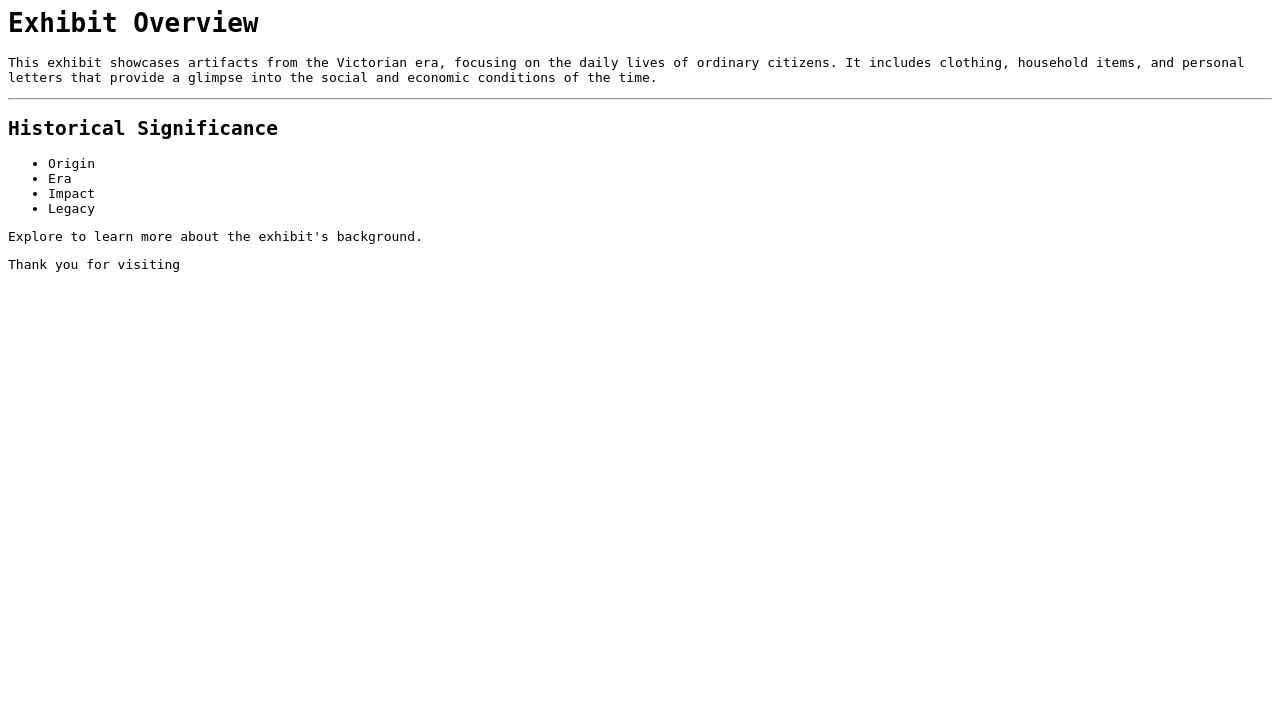 Exhibit Overview
This exhibit showcases artifacts from the Victorian era, focusing on the daily lives of ordinary citizens. It includes clothing, household items, and personal
letters that provide a glimpse into the social and economic conditions of the time.
Historical Significance
• Origin
• Era
• Impact
• Legacy
Explore to learn more about the exhibit's background.
Thank you for visiting